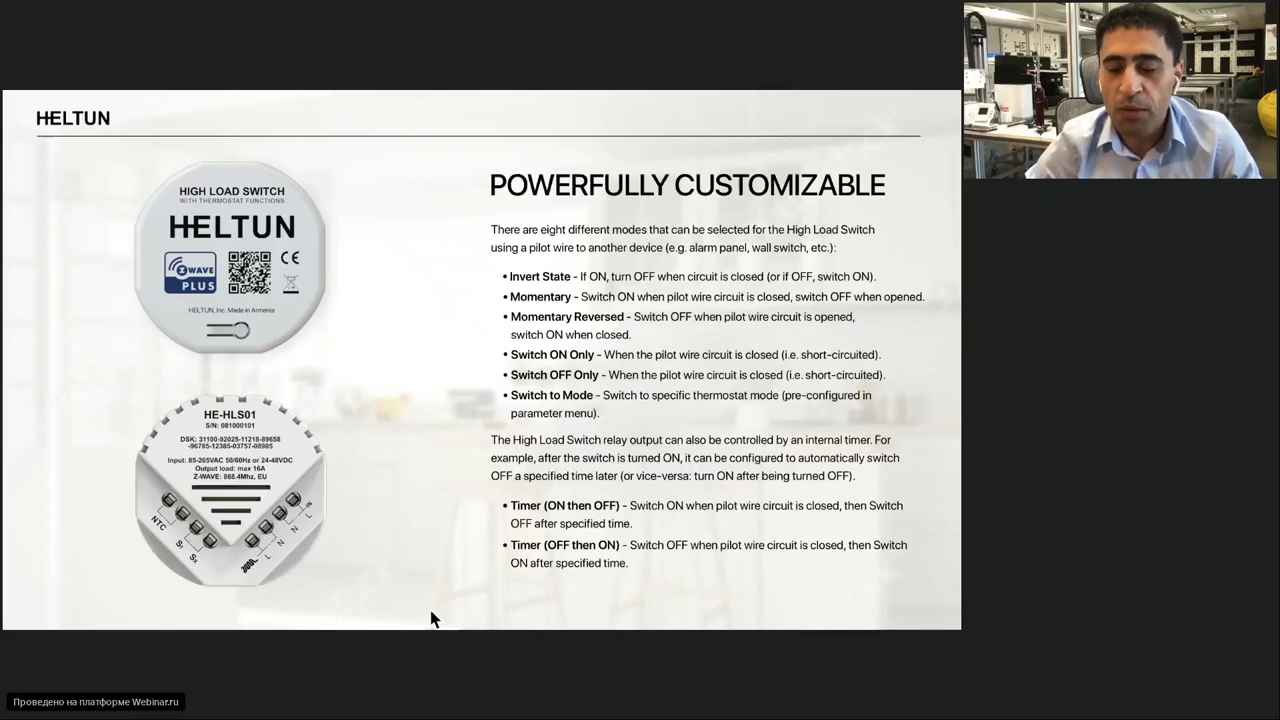 HELTUN
HIGH LOAD SWITCH
WITH THERMOSTAT FUNCTIONS
HELTUN
Z WAVE
PLUS
CE
HELTUN, Inc. Made in Armenia
HE-HLS01
S/N: 081000101
DSK: 31100-92025-11218-89658
-96785-12385-03757-08985
Input: 85-265VAC 50/60Hz or 24-48VDC
Output load: max 16A
Z-WAVE: 868.4Mhz, EU
NTC
S₁
L IN
L
N
N
L
POWERFULLY CUSTOMIZABLE
There are eight different modes that can be selected for the High Load Switch
using a pilot wire to another device (e.g. alarm panel, wall switch, etc.):
• Invert State - If ON, turn OFF when circuit is closed (or if OFF, switch ON).
• Momentary - Switch ON when pilot wire circuit is closed, switch OFF when opened.
• Momentary Reversed - Switch OFF when pilot wire circuit is opened,
switch ON when closed.
• Switch ON Only - When the pilot wire circuit is closed (i.e. short-circuited).
• Switch OFF Only - When the pilot wire circuit is closed (i.e. short-circuited).
• Switch to Mode - Switch to specific thermostat mode (pre-configured in
parameter menu).
The High Load Switch relay output can also be controlled by an internal timer. For
example, after the switch is turned ON, it can be configured to automatically switch
OFF a specified time later (or vice-versa: turn ON after being turned OFF).
• Timer (ON then OFF) - Switch ON when pilot wire circuit is closed, then Switch
OFF after specified time.
• Timer (OFF then ON) - Switch OFF when pilot wire circuit is closed, then Switch
ON after specified time.
Проведено на платформе Webinar.ru